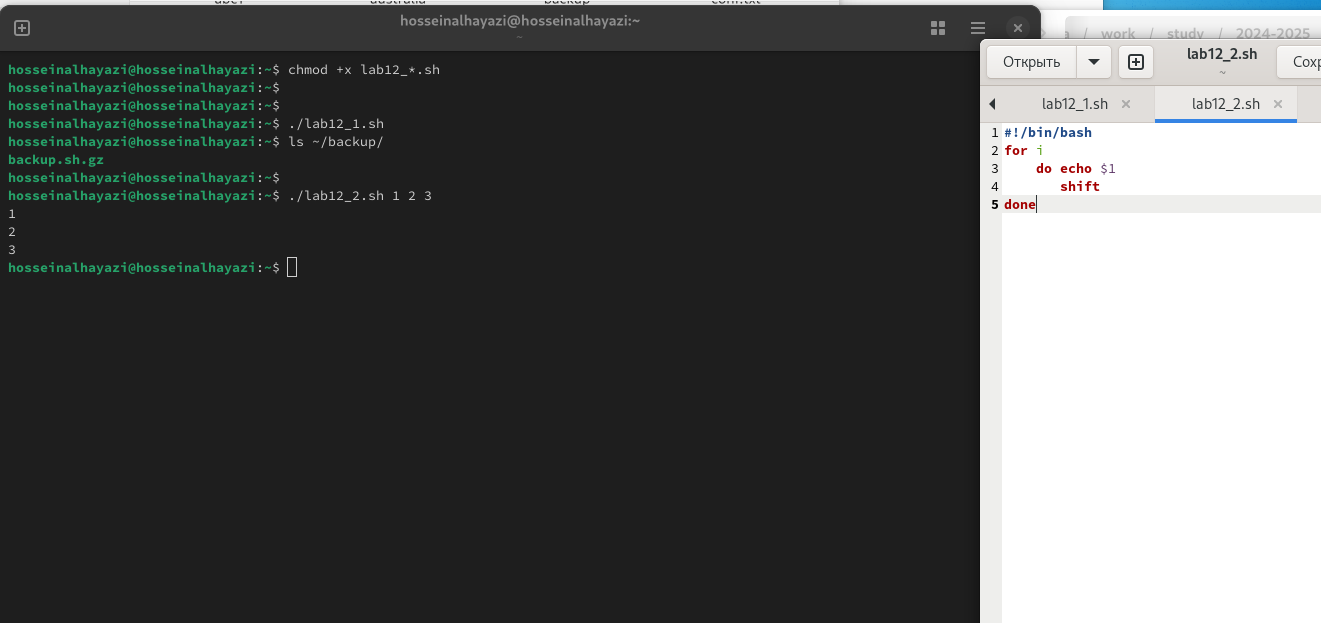 hosseinalhayazi@hosseinalhayazi:~
~
hosseinalhayazi@hosseinalhayazi:~$ chmod +x lab12_*.sh
hosseinalhayazi@hosseinalhayazi:~$
hosseinalhayazi@hosseinalhayazi:~$
hosseinalhayazi@hosseinalhayazi:~$ ./lab12_1.sh
hosseinalhayazi@hosseinalhayazi:~$ ls ~/backup/
backup.sh.gz
hosseinalhayazi@hosseinalhayazi:~$
hosseinalhayazi@hosseinalhayazi:~$ ./lab12_2.sh 1 2 3
1
2
3
hosseinalhayazi@hosseinalhayazi:~$
/ work / study / 2024-2025
Открыть
lab12_2.sh
~
lab12_1.sh
lab12_2.sh
1 #!/bin/bash
2 for i
3 do echo $1
4 shift
5 done